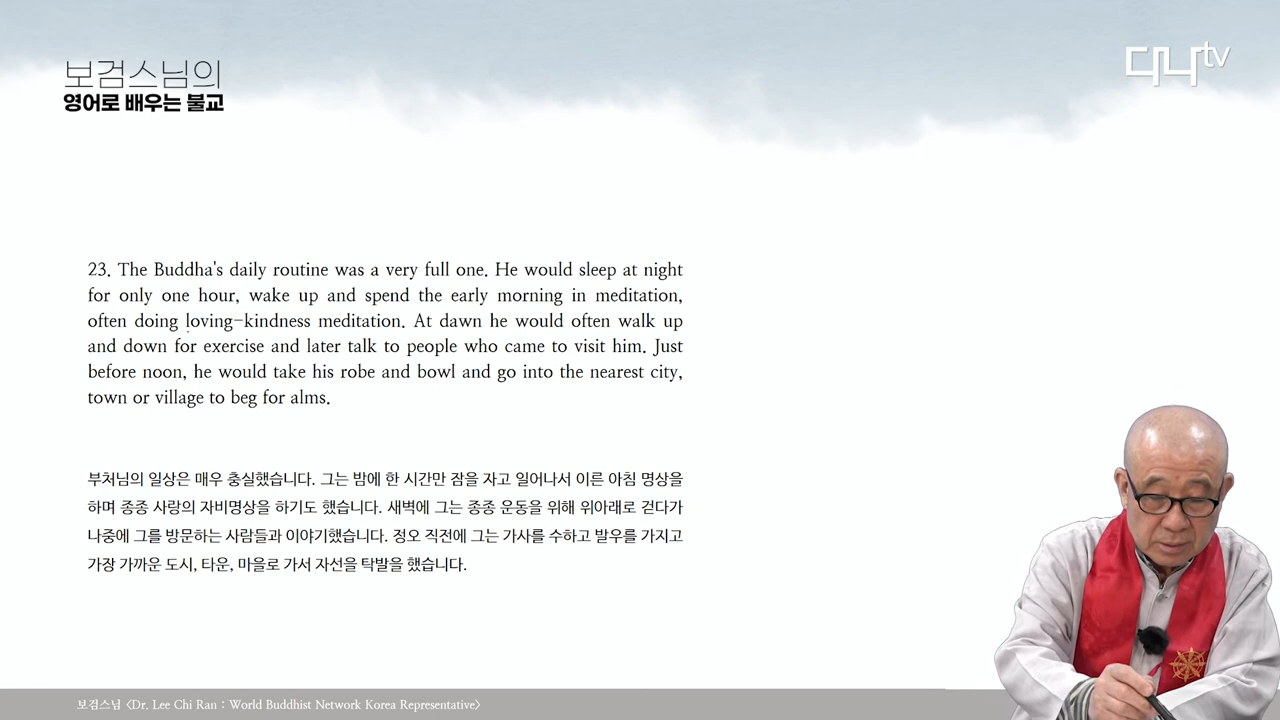 보검스님의
영어로 배우는 불교
디나tv
23. The Buddha's daily routine was a very full one. He would sleep at night
for only one hour, wake up and spend the early morning in meditation,
often doing loving-kindness meditation. At dawn he would often walk up
and down for exercise and later talk to people who came to visit him. Just
before noon, he would take his robe and bowl and go into the nearest city,
town or village to beg for alms.
부처님의 일상은 매우 충실했습니다. 그는 밤에 한 시간만 잠을 자고 일어나서 이른 아침 명상을
하며 종종 사랑의 자비명상을 하기도 했습니다. 새벽에 그는 종종 운동을 위해 위아래로 걷다가
나중에 그를 방문하는 사람들과 이야기했습니다. 정오 직전에 그는 가사를 수하고 발우를 가지고
가장 가까운 도시, 타운, 마을로 가서 자선을 탁발을 했습니다.
보검스님 <Dr. Lee Chi Ran : World Buddhist Network Korea Representative>